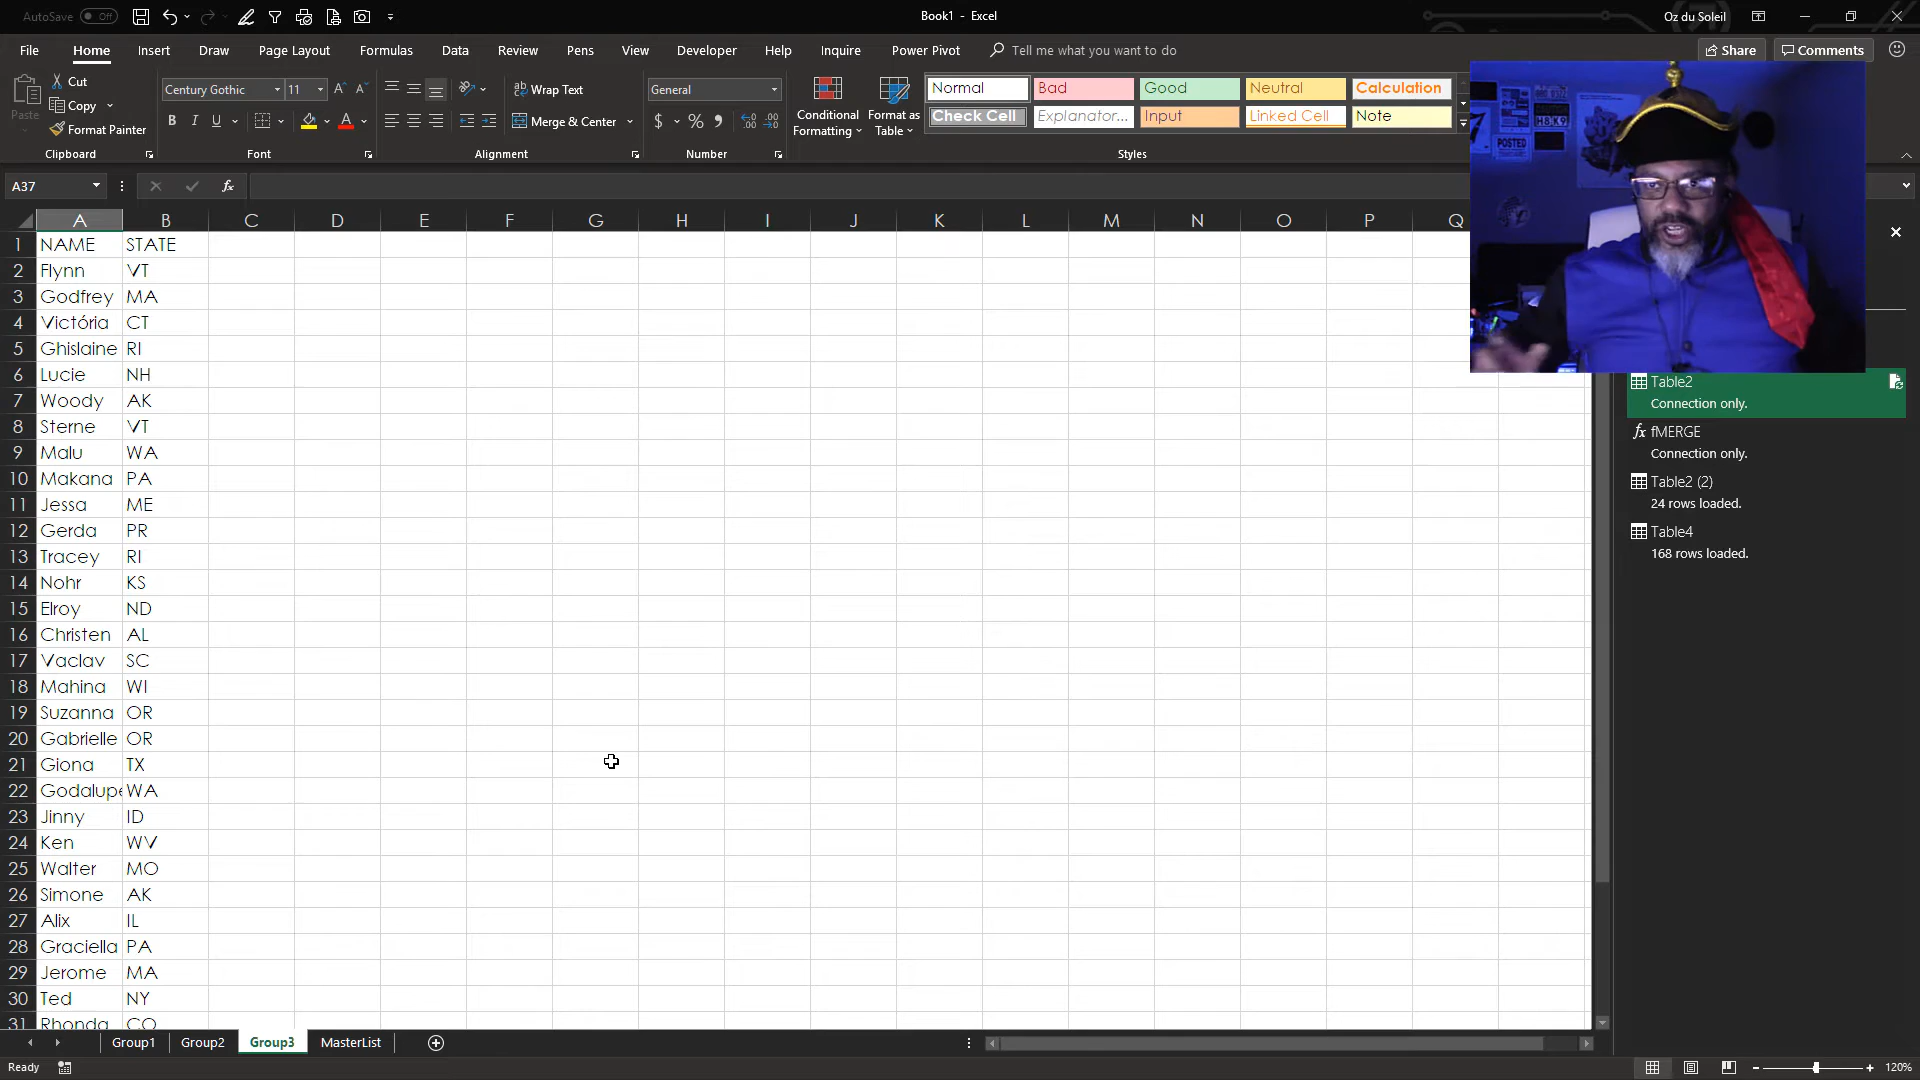 AutoSave Off
Book1 - Excel
Oz du Soleil
File Home Insert Draw Page Layout Formulas Data Review Pens View Developer Help Inquire Power Pivot Tell me what you want to do Share Comments
Paste
Cut
Copy
Format Painter
Clipboard
Century Gothic 11
B I U
Font
Wrap Text
Merge & Center
Alignment
General
$ % 9
Number
Conditional Formatting
Format as Table
Normal Bad Good Neutral Calculation
Check Cell Explanator... Input Linked Cell Note
Styles
A37 fx
POSTED
H8K9
A B C D E F G H I J K L M N O P Q
1 NAME STATE
2 Flynn VT
3 Godfrey MA
4 Victória CT
5 Ghislaine RI
6 Lucie NH
7 Woody AK
8 Sterne VT
9 Malu WA
10 Makana PA
11 Jessa ME
12 Gerda PR
13 Tracey RI
14 Nohr KS
15 Elroy ND
16 Christen AL
17 Vaclav SC
18 Mahina WI
19 Suzanna OR
20 Gabrielle OR
21 Giona TX
22 Godalupe WA
23 Jinny ID
24 Ken WV
25 Walter MO
26 Simone AK
27 Alix IL
28 Graciella PA
29 Jerome MA
30 Ted NY
31 Rhonda CO
Table2
Connection only.
fx fMERGE
Connection only.
Table2 (2)
24 rows loaded.
Table4
168 rows loaded.
Group1 Group2 Group3 MasterList
Ready
120%